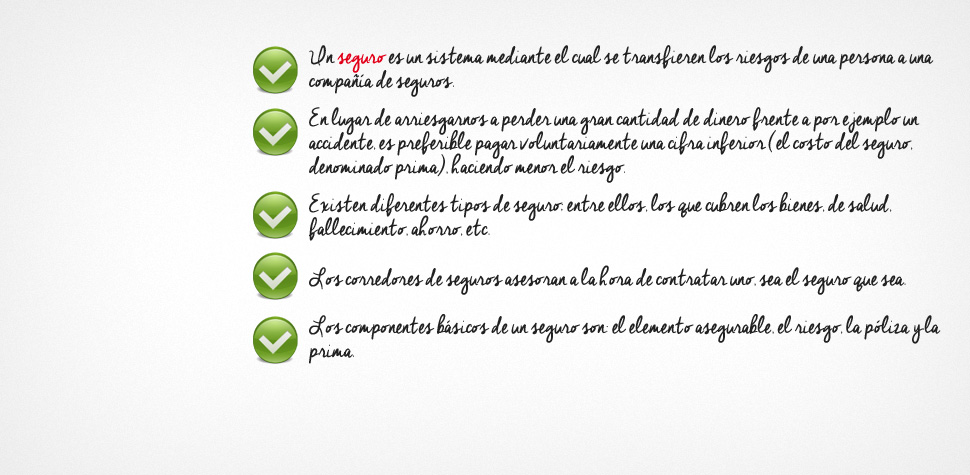 Un seguro es un sistema mediante el cual se transfieren los riesgos de una persona a una
compañía de seguros.
En lugar de arriesgarnos a perder una gran cantidad de dinero frente a por ejemplo un
accidente, es preferible pagar voluntariamente una cifra inferior (el costo del seguro,
denominado prima), haciendo menor el riesgo.
Existen diferentes tipos de seguro; entre ellos, los que cubren los bienes, de salud,
fallecimiento, ahorro, etc.
Los corredores de seguros asesoran a la hora de contratar uno, sea el seguro que sea.
Los componentes básicos de un seguro son: el elemento asegurable, el riesgo, la póliza y la
prima.